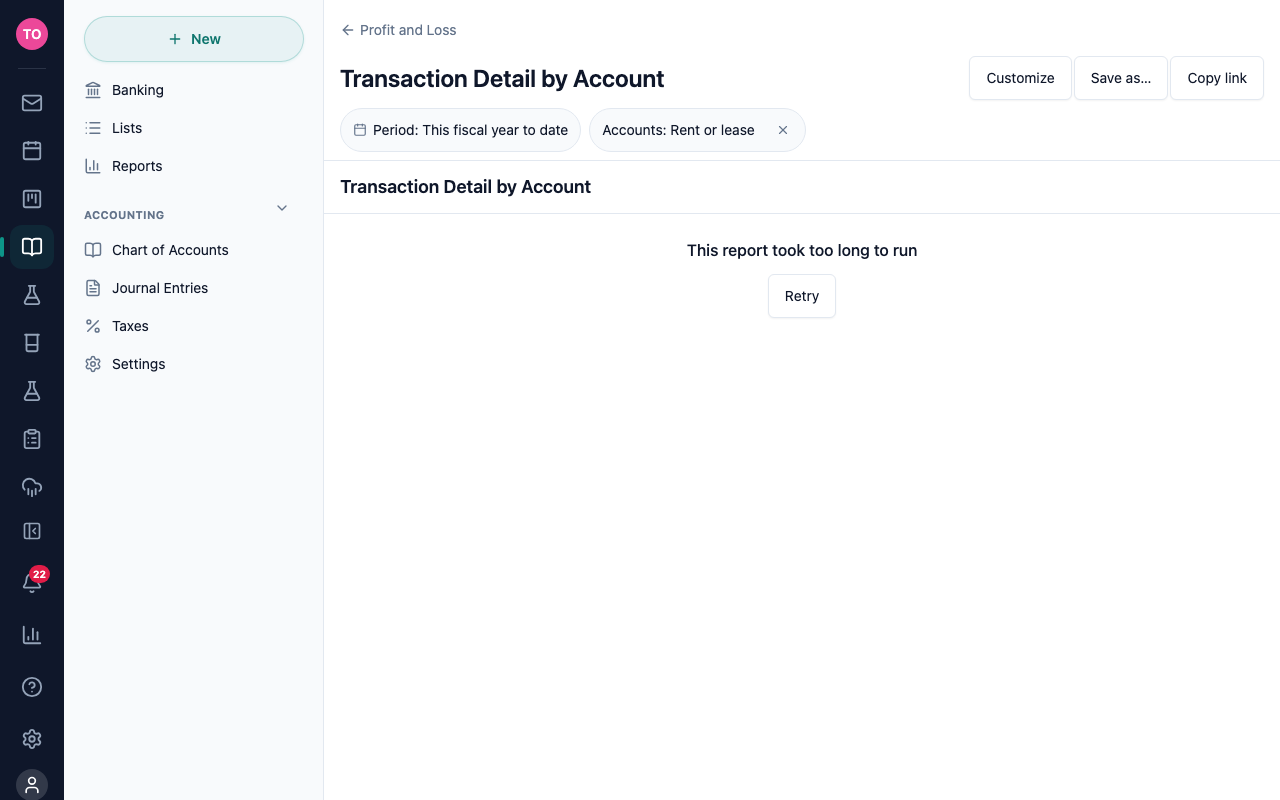 TO
New
Banking
Lists
Reports
ACCOUNTING
Chart of Accounts
Journal Entries
Taxes
Settings
22
Profit and Loss
Transaction Detail by Account
Customize
Save as...
Copy link
Period: This fiscal year to date
Accounts: Rent or lease
Transaction Detail by Account
This report took too long to run
Retry